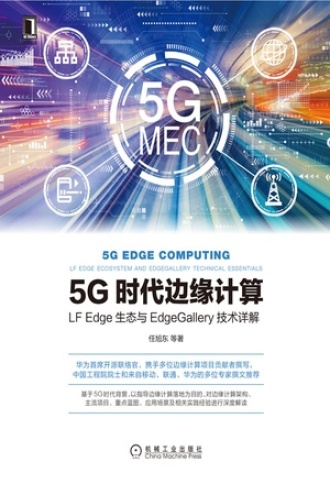 5G
MEC
5G EDGE COMPUTING
LF EDGE ECOSYSTEM AND EDGEGALLERY TECHNICAL ESSENTIALS
5G 时代边缘计算
LF Edge 生态与 EdgeGallery 技术详解
任旭东 等著
华为首席开源联络官，携手多位边缘计算项目贡献者撰写，
中国工程院院士和来自移动、联通、华为的多位专家撰文推荐
基于5G时代背景，以指导边缘计算落地为目的，对边缘计算架构、
主流项目、重点蓝图、应用场景及相关实践经验进行深度解读
机械工业出版社
China Machine Press